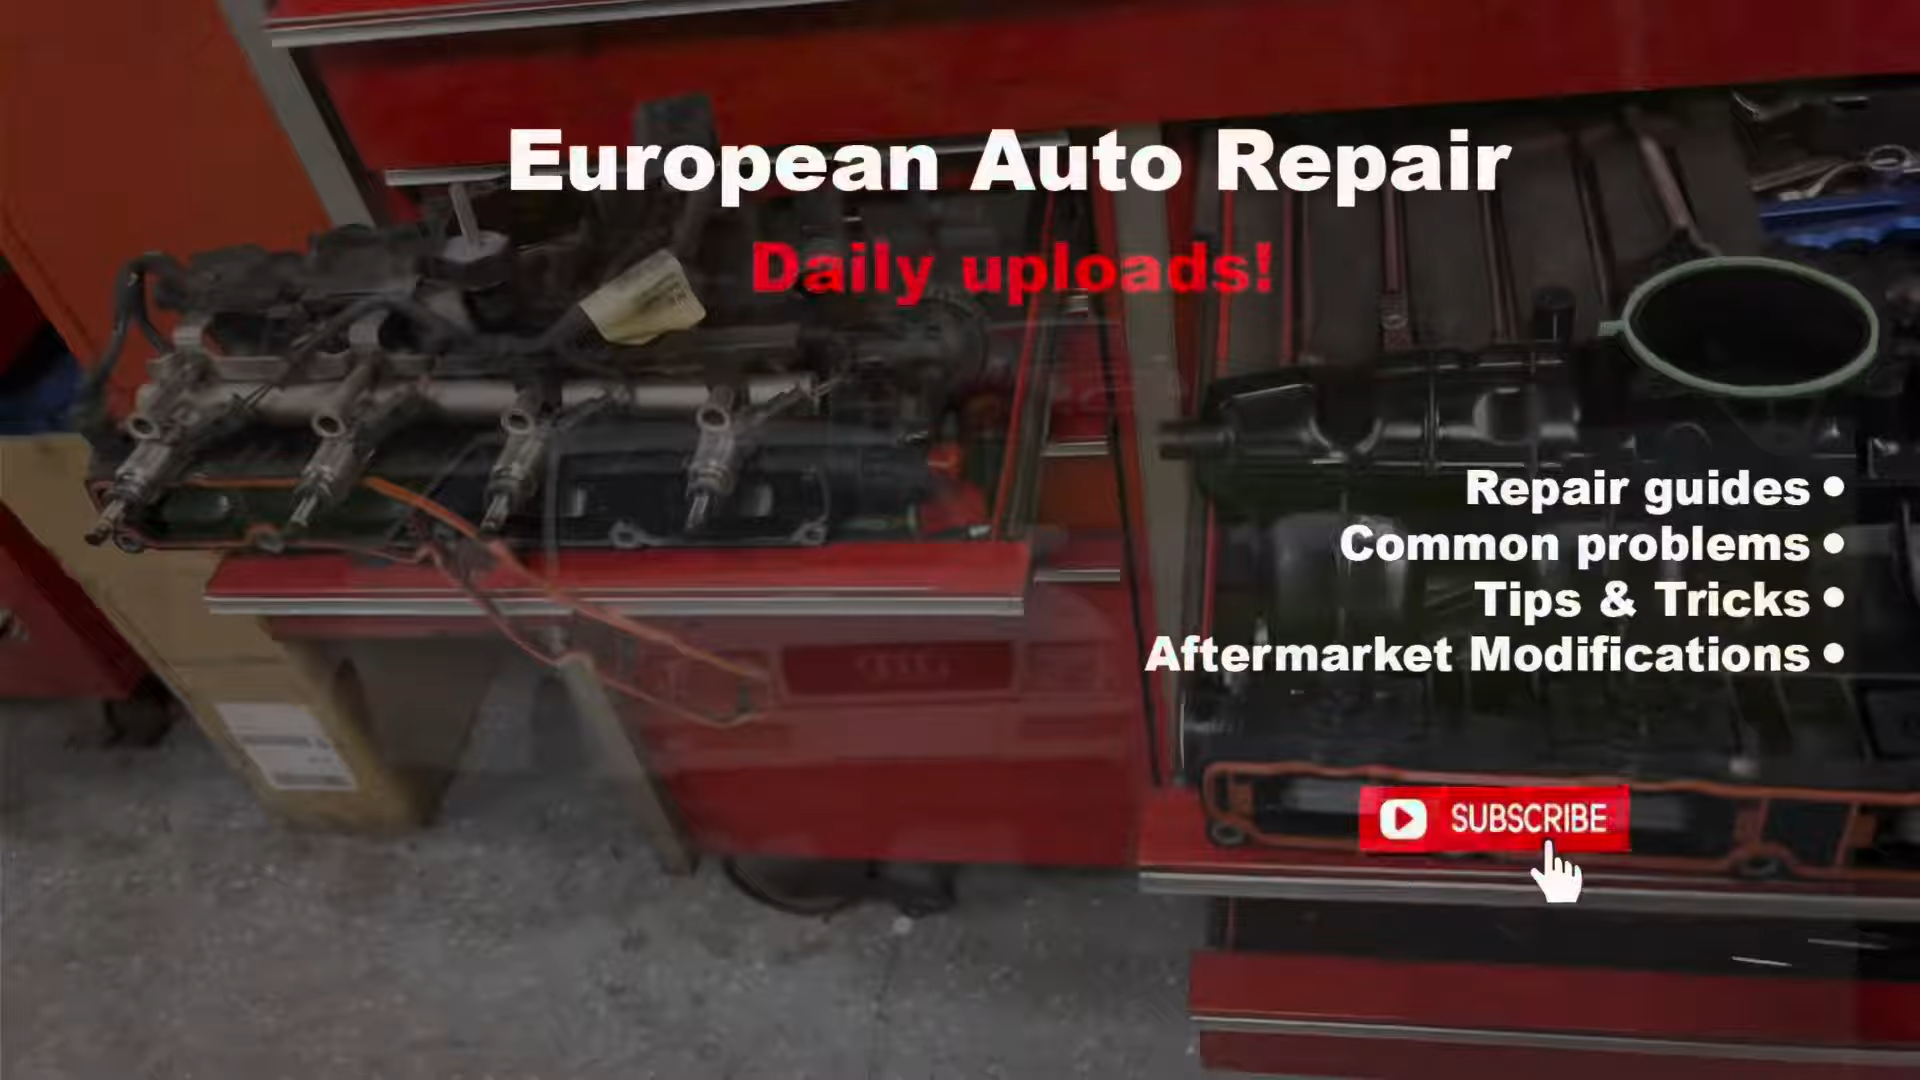 European Auto Repair
Daily uploads!
Repair guides •
Common problems •
Tips & Tricks •
Aftermarket Modifications •
SUBSCRIBE